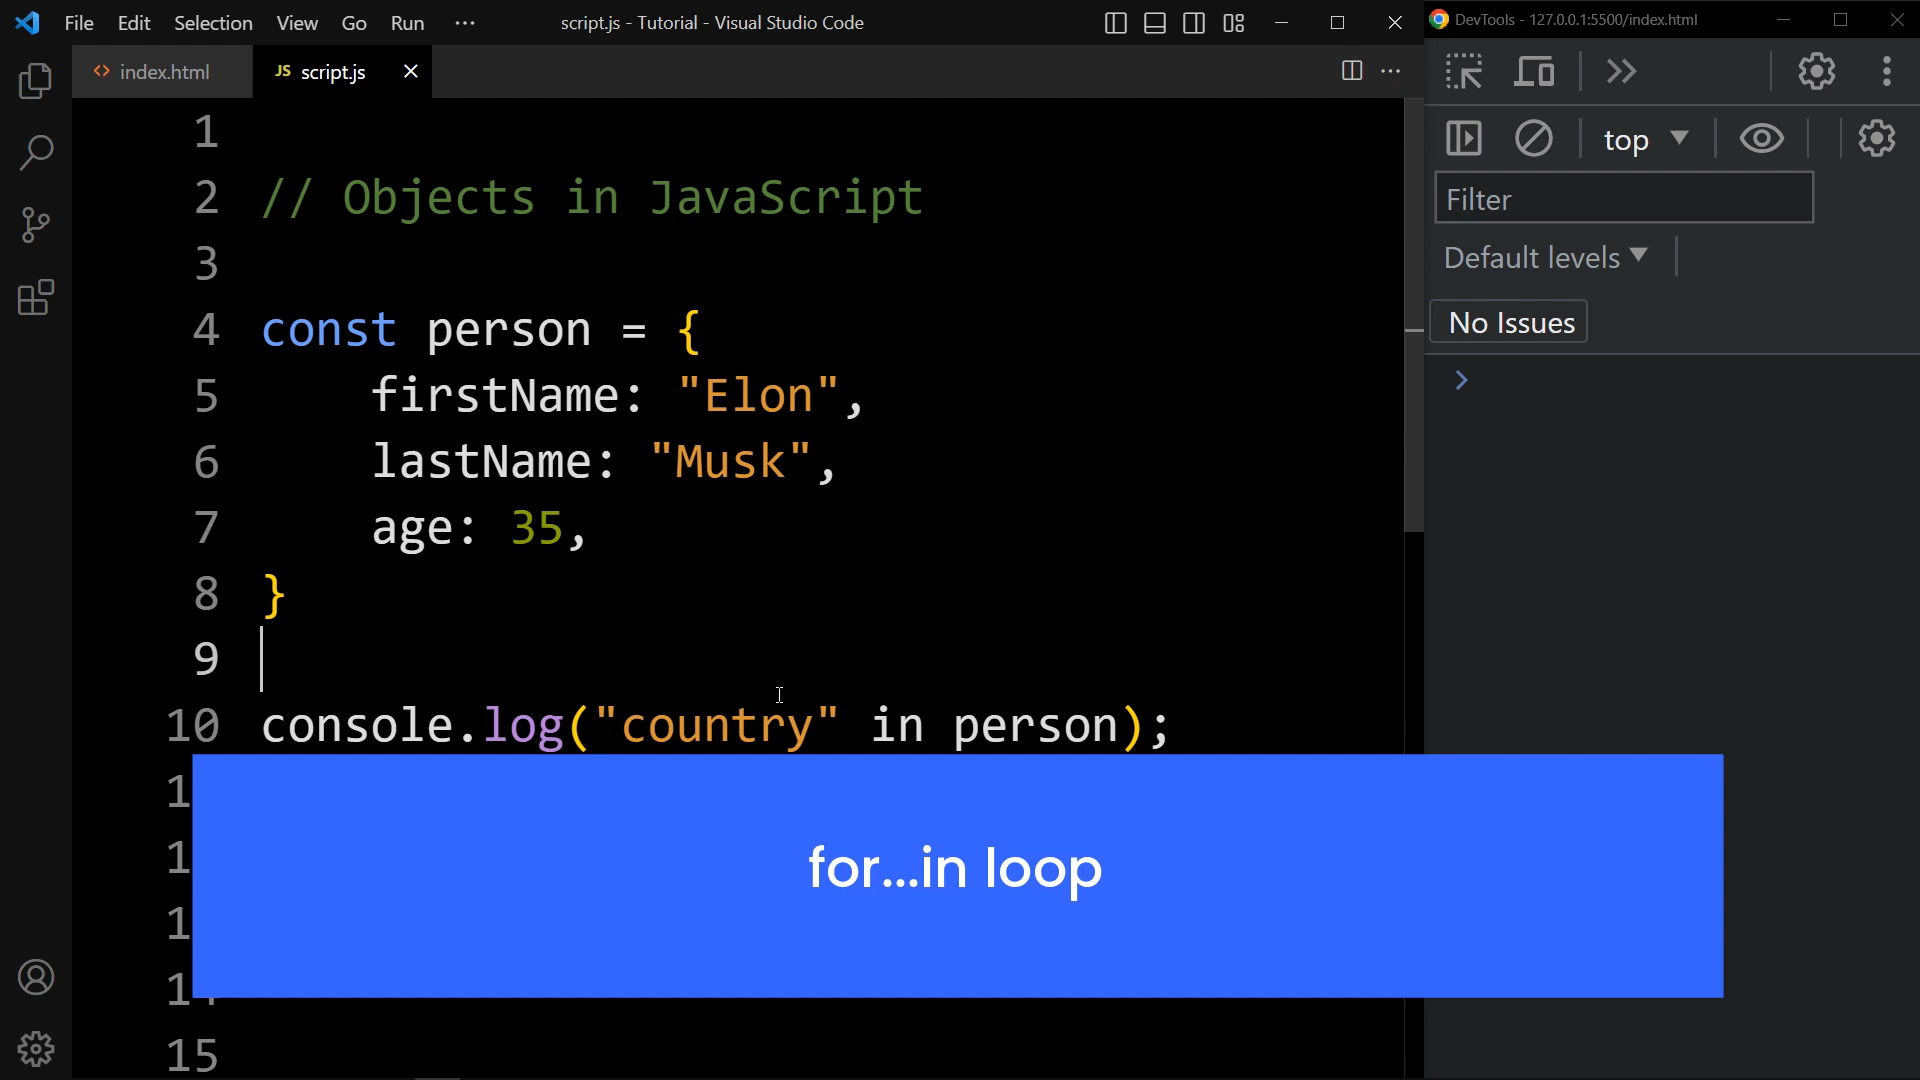 File Edit Selection View Go Run ··· script.js - Tutorial - Visual Studio Code
DevTools - 127.0.0.1:5500/index.html
<> index.html JS script.js
top
Filter
Default levels
No Issues
1
2 // Objects in JavaScript
3
4 const person = {
5 firstName: "Elon",
6 lastName: "Musk",
7 age: 35,
8 }
9
10 console.log("country" in person);
for...in loop
15